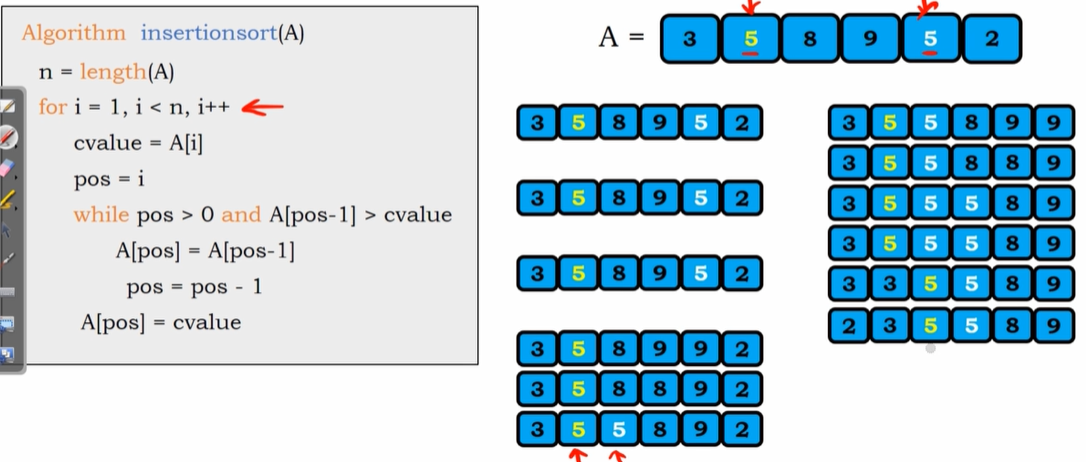 Algorithm insertionsort(A)
n = length(A)
for i = 1, i < n, i++
cvalue = A[i]
pos = i
while pos > 0 and A[pos-1] > cvalue
A[pos] = A[pos-1]
pos = pos - 1
A[pos] = cvalue
A = 3 5 8 9 5 2
3 5 8 9 5 2
3 5 8 9 5 2
3 5 8 9 5 2
3 5 8 9 9 2
3 5 8 8 9 2
3 5 5 8 9 2
3 5 5 8 9 9
3 5 5 8 8 9
3 5 5 5 8 9
3 5 5 5 8 9
3 3 5 5 8 9
2 3 5 5 8 9